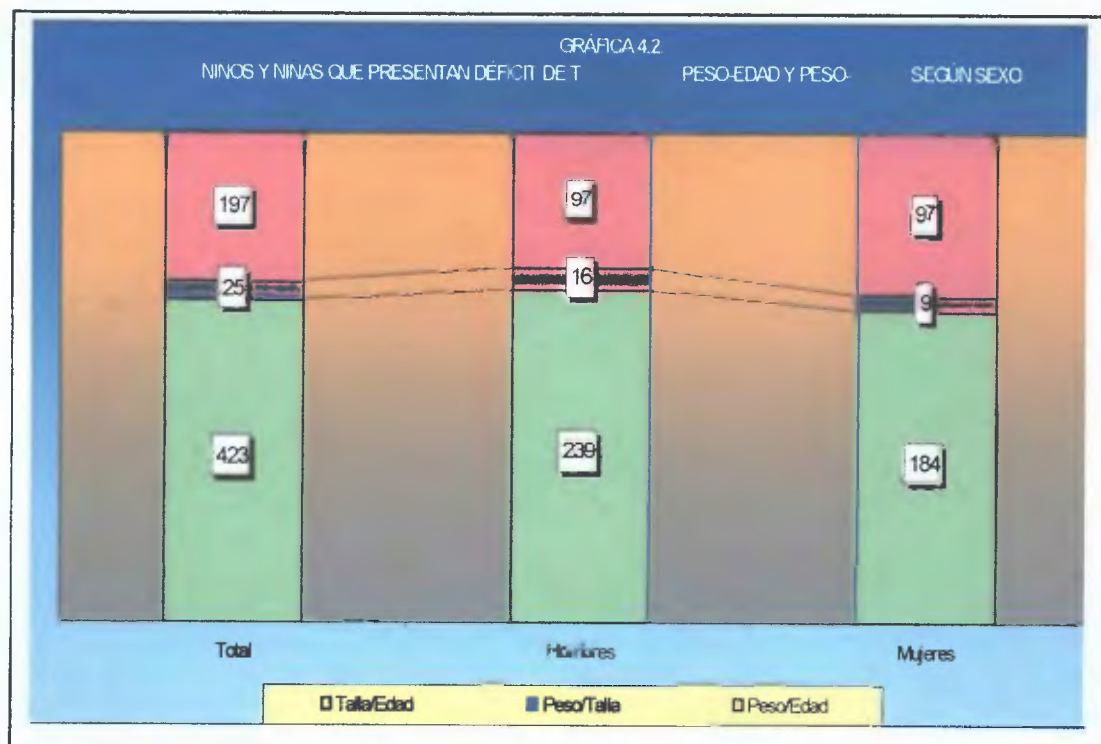 GRÁFICA 4.2
NINOS Y NINAS QUE PRESENTAN DÉFICIT DE T PESO-EDAD Y PESO- SEGÚN SEXO
197 97 97
25 16 9
423 239 184
Total Hombres Mujeres
Talla/Edad Peso/Talla Peso/Edad